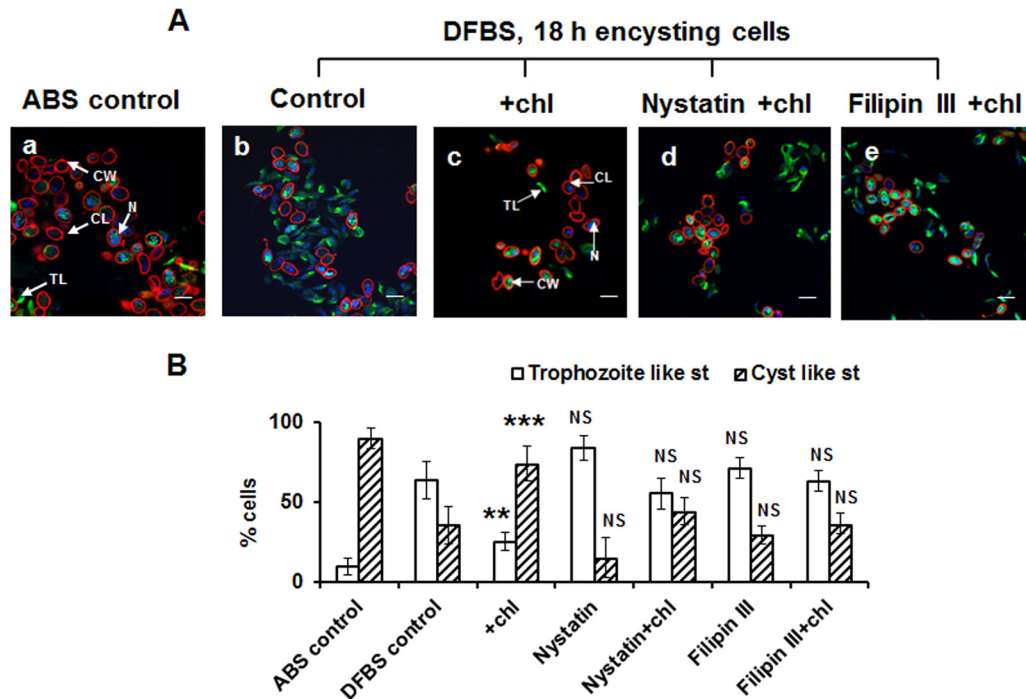 A
DFBS, 18 h encysting cells
ABS control
Control
+chl
Nystatin +chl
Filipin III +chl
a
CW
N
CL
TL
b
c
CL
TL
N
CW
d
e
B
Trophozoite like st
Cyst like st
% cells
100
50
0
**
***
NS
NS
NS
NS
NS
NS
NS
NS
ABS control
DFBS control
+chl
Nystatin
Nystatin+chl
Filipin III
Filipin III+chl